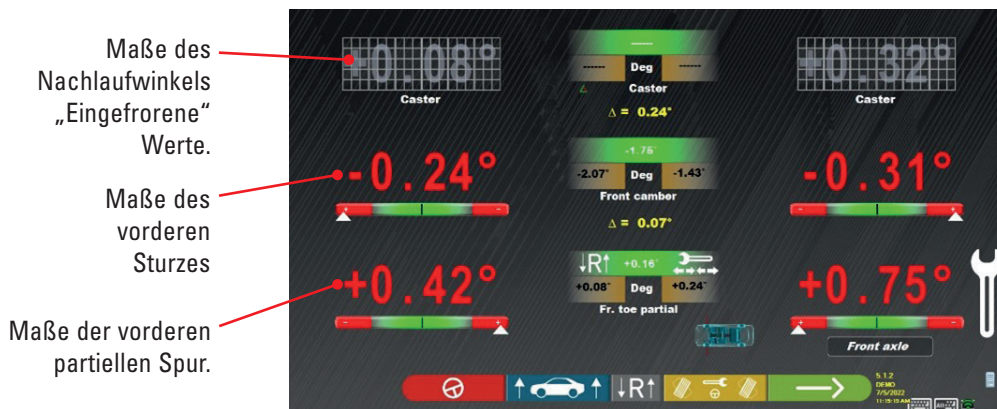 Maße des
Nachlaufwinkels
„Eingefrorene“
Werte.
Maße des
vorderen
Sturzes
Maße der vorderen
partiellen Spur.
+0.08°
Caster
-----
------ Deg ------
Caster
Δ = 0.24°
+0.32°
Caster
-0.24°
-1.75°
-2.07° Deg -1.43°
Front camber
Δ = 0.07°
-0.31°
+0.42°
↓R↑ +0.16°
+0.08° Deg +0.24°
Fr. toe partial
+0.75°
Front axle
↓R↑
5.1.2
DEMO
7/5/2022